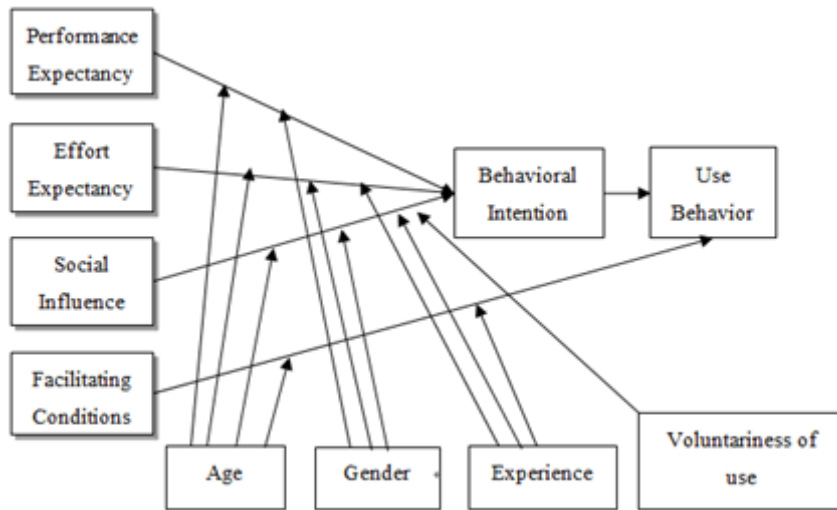 Performance
Expectancy
Effort
Expectancy
Social
Influence
Facilitating
Conditions
Behavioral
Intention
Use
Behavior
Age
Gender
Experience
Voluntariness of
use